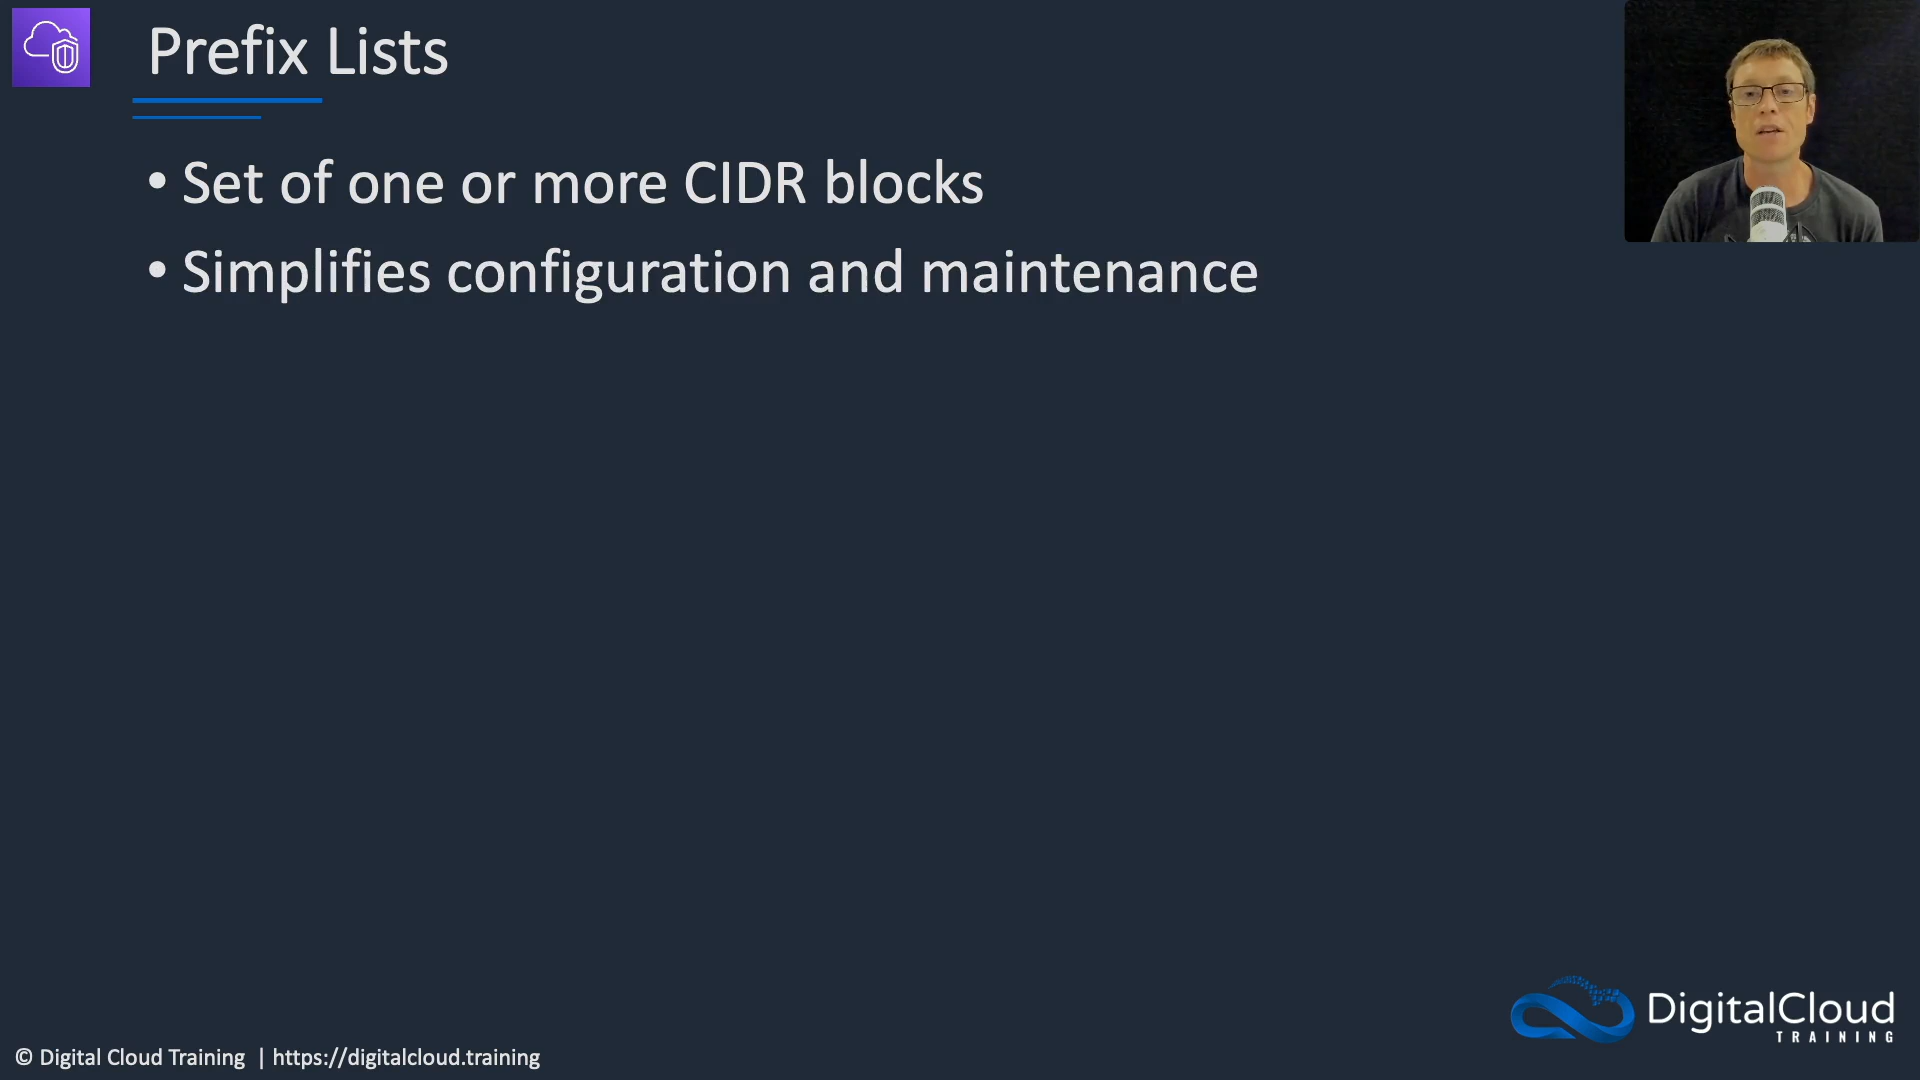 Prefix Lists
• Set of one or more CIDR blocks
• Simplifies configuration and maintenance
DigitalCloud
TRAINING
© Digital Cloud Training | https://digitalcloud.training